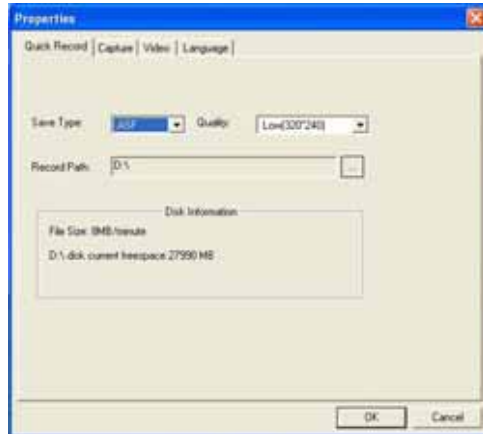 Properties
Quick Record Capture Video Language
Save Type: ASF Quality: Low(320*240)
Record Path: D:\ ...
Disk Information
File Size: 8MB/minute
D:\ disk current freespace 27990 MB
OK Cancel